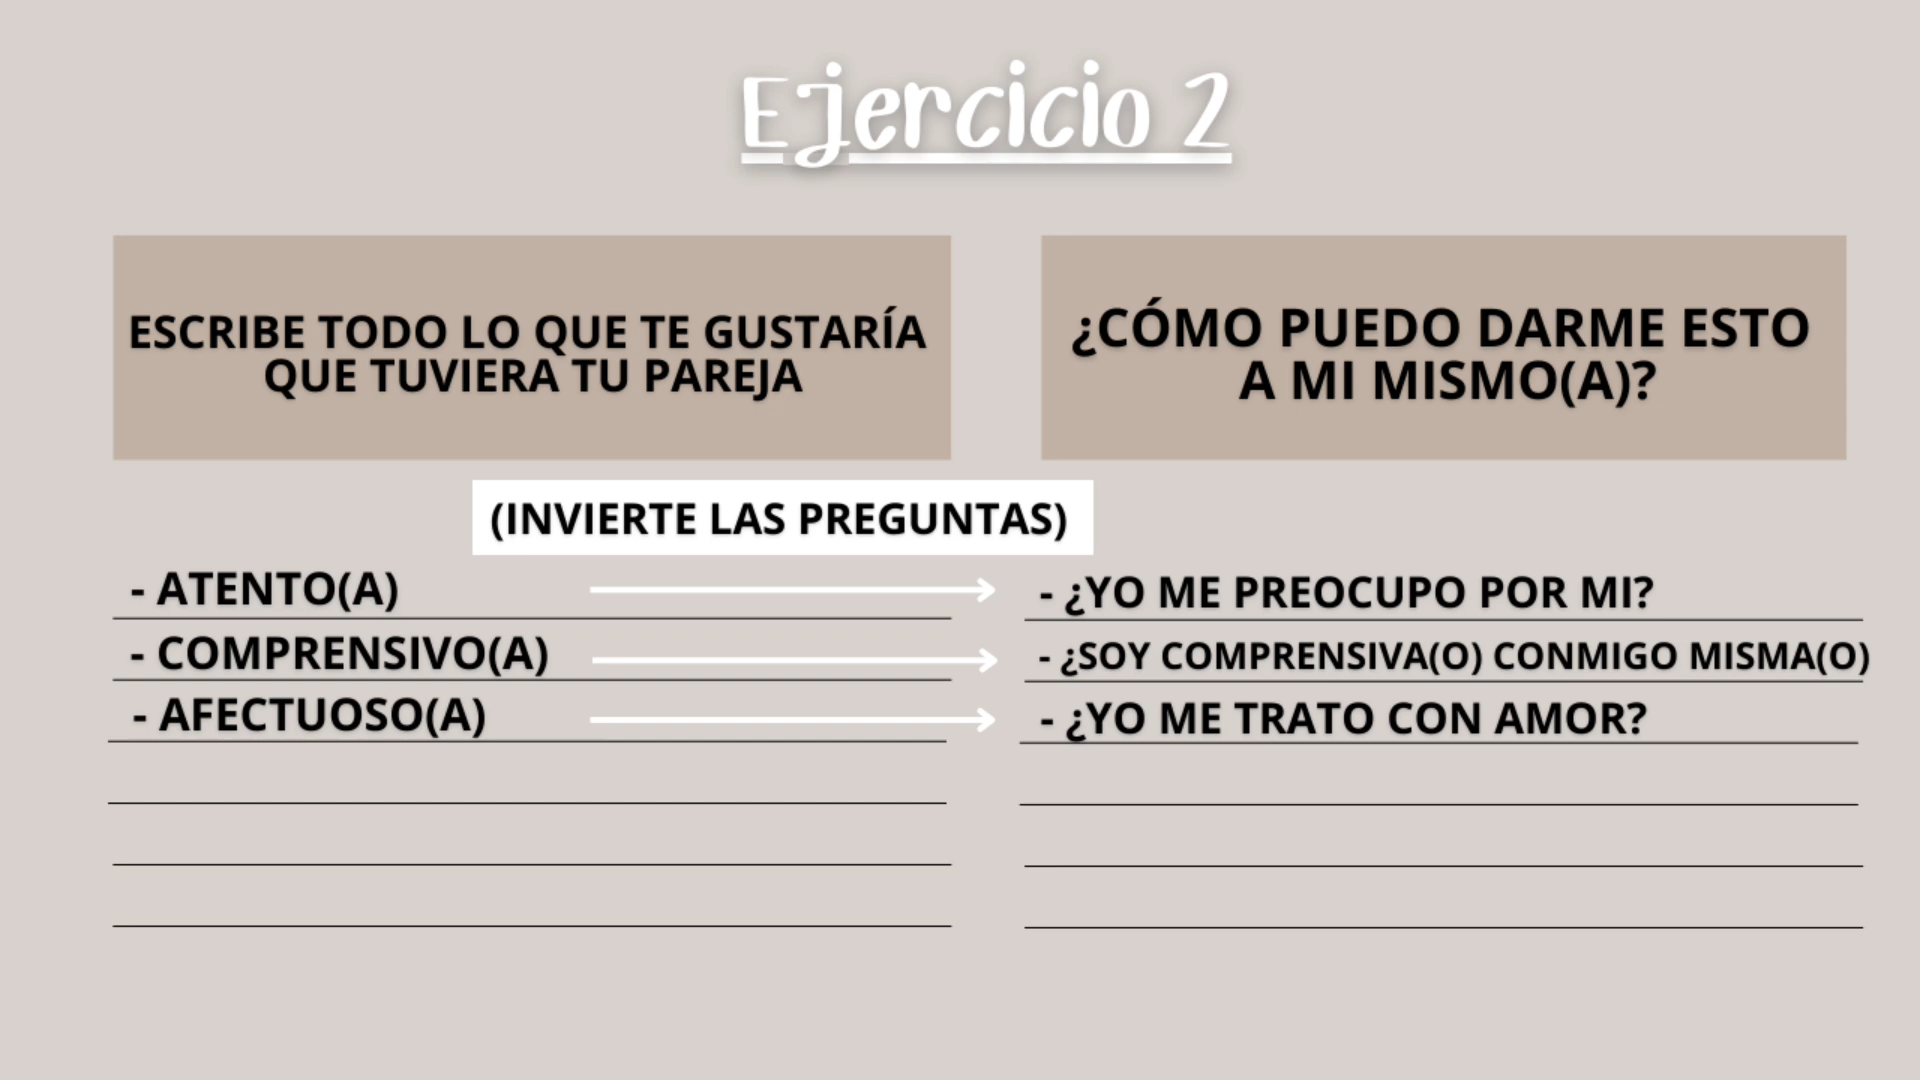 Ejercicio 2
ESCRIBE TODO LO QUE TE GUSTARÍA
QUE TUVIERA TU PAREJA
¿CÓMO PUEDO DARME ESTO
A MI MISMO(A)?
(INVIERTE LAS PREGUNTAS)
- ATENTO(A)
- ¿YO ME PREOCUPO POR MI?
- COMPRENSIVO(A)
- ¿SOY COMPRENSIVA(O) CONMIGO MISMA(O)
- AFECTUOSO(A)
- ¿YO ME TRATO CON AMOR?